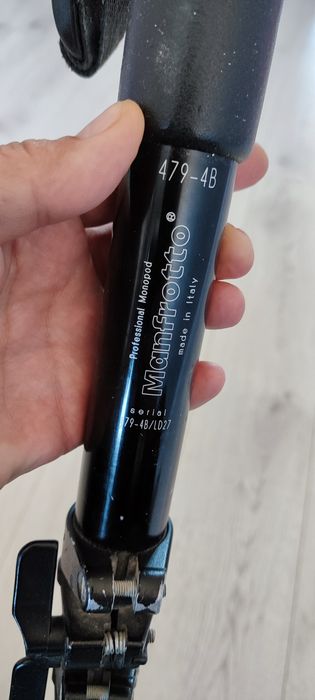 479-4B
Professional Monopod
Manfrotto®
made in Italy
serial
79-4B/LD27